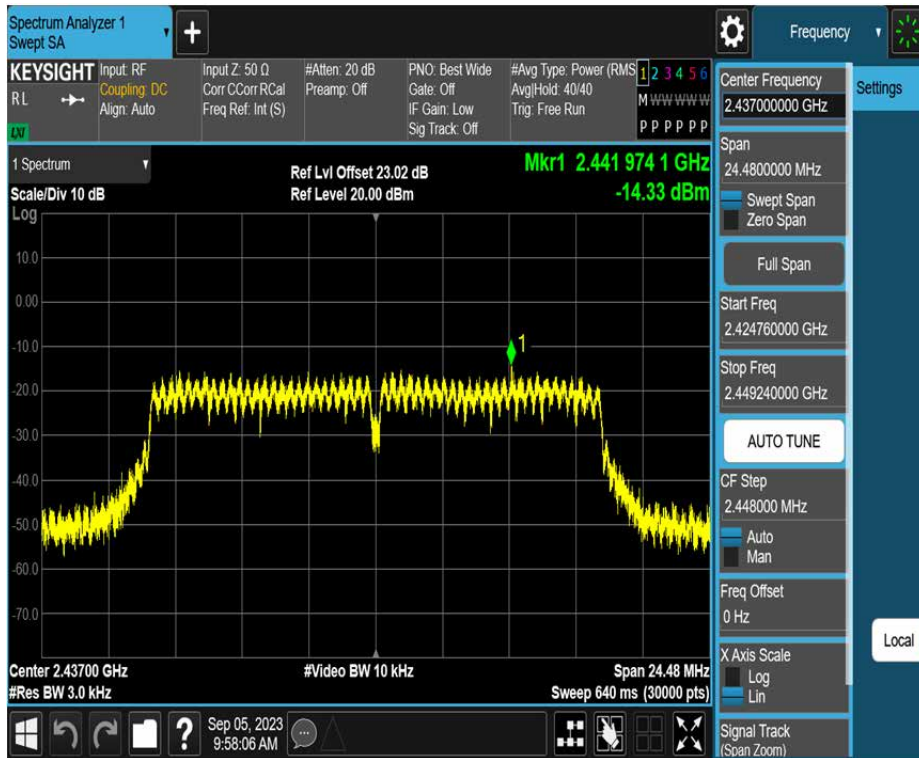 Spectrum Analyzer 1
Swept SA
Frequency
KEYSIGHT
RL
LXI
Input: RF
Coupling: DC
Align: Auto
Input Z: 50 Ω
Corr CCorr RCal
Freq Ref: Int (S)
#Atten: 20 dB
Preamp: Off
PNO: Best Wide
Gate: Off
IF Gain: Low
Sig Track: Off
#Avg Type: Power (RMS
Avg|Hold: 40/40
Trig: Free Run
1 2 3 4 5 6
M W W W W W
P P P P P P
1 Spectrum
Scale/Div 10 dB
Ref Lvl Offset 23.02 dB
Ref Level 20.00 dBm
Mkr1 2.441 974 1 GHz
-14.33 dBm
Log
10.0
0.00
-10.0
-20.0
-30.0
-40.0
-50.0
-60.0
-70.0
1
Center 2.43700 GHz
#Res BW 3.0 kHz
#Video BW 10 kHz
Span 24.48 MHz
Sweep 640 ms (30000 pts)
Center Frequency
2.437000000 GHz
Settings
Span
24.4800000 MHz
Swept Span
Zero Span
Full Span
Start Freq
2.424760000 GHz
Stop Freq
2.449240000 GHz
AUTO TUNE
CF Step
2.448000 MHz
Auto
Man
Freq Offset
0 Hz
X Axis Scale
Log
Lin
Local
Signal Track
(Span Zoom)
?
Sep 05, 2023
9:58:06 AM